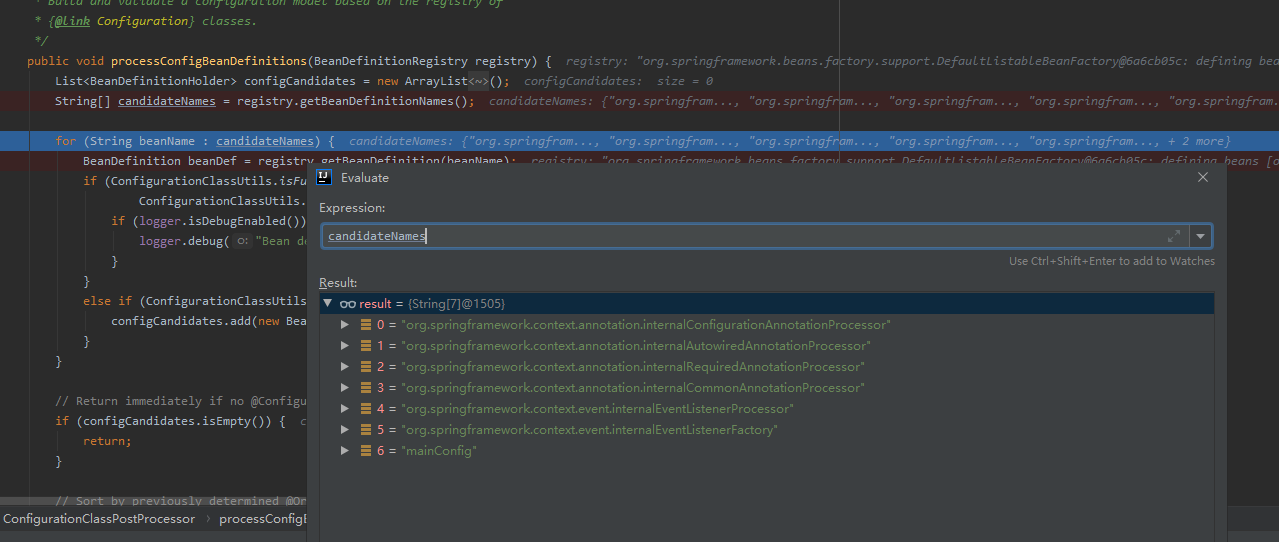 * Build and validate a configuration model based on the registry of
* {@link Configuration} classes.
*/
public void processConfigBeanDefinitions(BeanDefinitionRegistry registry) { registry: "org.springframework.beans.factory.support.DefaultListableBeanFactory@6a6cb05c: defining bea
List<BeanDefinitionHolder> configCandidates = new ArrayList<~>(); configCandidates: size = 0
String[] candidateNames = registry.getBeanDefinitionNames(); candidateNames: {"org.springfram..., "org.springfram..., "org.springfram..., "org.springfram..., "org.springfram.
for (String beanName : candidateNames) { candidateNames: {"org.springfram..., "org.springfram..., "org.springfram..., "org.springfram..., "org.springfram..., + 2 more}
BeanDefinition beanDef = registry.getBeanDefinition(beanName); registry: "org.springframework.beans.factory.support.DefaultListableBeanFactory@6a6cb05c: defining beans [o
if (ConfigurationClassUtils.isFu
ConfigurationClassUtils.
if (logger.isDebugEnabled())
logger.debug( o: "Bean de
}
}
else if (ConfigurationClassUtils
configCandidates.add(new Bea
}
}
// Return immediately if no @Configu
if (configCandidates.isEmpty()) { c
return;
}
// Sort by previously determined @Or
ConfigurationClassPostProcessor › processConfigB
Evaluate
Expression:
candidateNames
Use Ctrl+Shift+Enter to add to Watches
Result:
result = {String[7]@1505}
0 = "org.springframework.context.annotation.internalConfigurationAnnotationProcessor"
1 = "org.springframework.context.annotation.internalAutowiredAnnotationProcessor"
2 = "org.springframework.context.annotation.internalRequiredAnnotationProcessor"
3 = "org.springframework.context.annotation.internalCommonAnnotationProcessor"
4 = "org.springframework.context.event.internalEventListenerProcessor"
5 = "org.springframework.context.event.internalEventListenerFactory"
6 = "mainConfig"